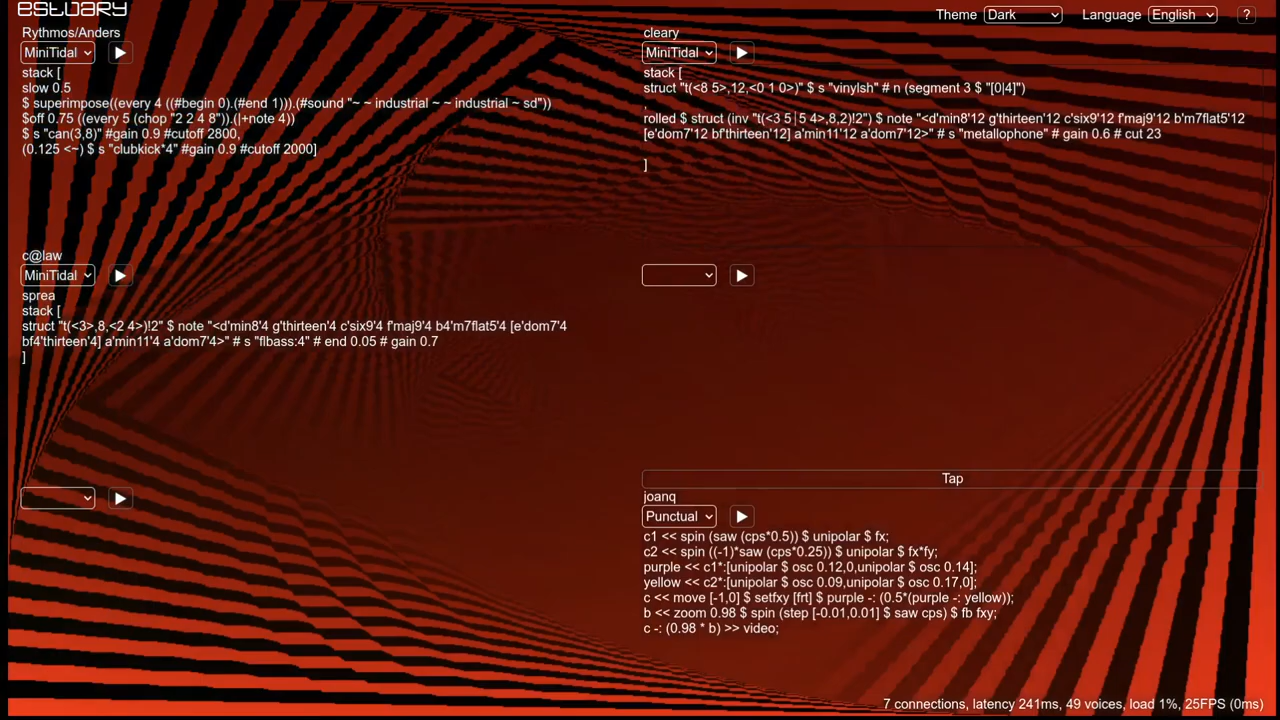 estuary
Theme Dark Language English ?
Rythmos/Anders
MiniTidal
stack [
slow 0.5
$ superimpose((every 4 ((#begin 0).(#end 1))).(#sound "~ ~ industrial ~ ~ industrial ~ sd"))
$off 0.75 ((every 5 (chop "2 2 4 8")).(|+note 4))
$ s "can(3,8)" #gain 0.9 #cutoff 2800,
(0.125 <~) $ s "clubkick*4" #gain 0.9 #cutoff 2000]
cleary
MiniTidal
stack [
struct "t(<8 5>,12,<0 1 0>)" $ s "vinylsh" # n (segment 3 $ "[0|4]")
,
rolled $ struct (inv "t(<3 5|5 4>,8,2)!2") $ note "<d'min8'12 g'thirteen'12 c'six9'12 f'maj9'12 b'm7flat5'12
[e'dom7'12 bf'thirteen'12] a'min11'12 a'dom7'12>" # s "metallophone" # gain 0.6 # cut 23
]
c@law
MiniTidal
sprea
stack [
struct "t(<3>,8,<2 4>)!2" $ note "<d'min8'4 g'thirteen'4 c'six9'4 f'maj9'4 b4'm7flat5'4 [e'dom7'4
bf4'thirteen'4] a'min11'4 a'dom7'4>" # s "flbass:4" # end 0.05 # gain 0.7
]
Tap
joanq
Punctual
c1 << spin (saw (cps*0.5)) $ unipolar $ fx;
c2 << spin ((-1)*saw (cps*0.25)) $ unipolar $ fx*fy;
purple << c1*:[unipolar $ osc 0.12,0,unipolar $ osc 0.14];
yellow << c2*:[unipolar $ osc 0.09,unipolar $ osc 0.17,0];
c << move [-1,0] $ setfxy [frt] $ purple -: (0.5*(purple -: yellow));
b << zoom 0.98 $ spin (step [-0.01,0.01] $ saw cps) $ fb fxy;
c -: (0.98 * b) >> video;
7 connections, latency 241ms, 49 voices, load 1%, 25FPS (0ms)